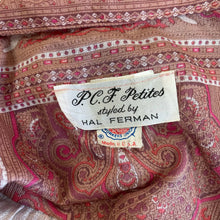 P.C.F. Petites
styled by
HAL FERMAN
MADE IN U.S.A.